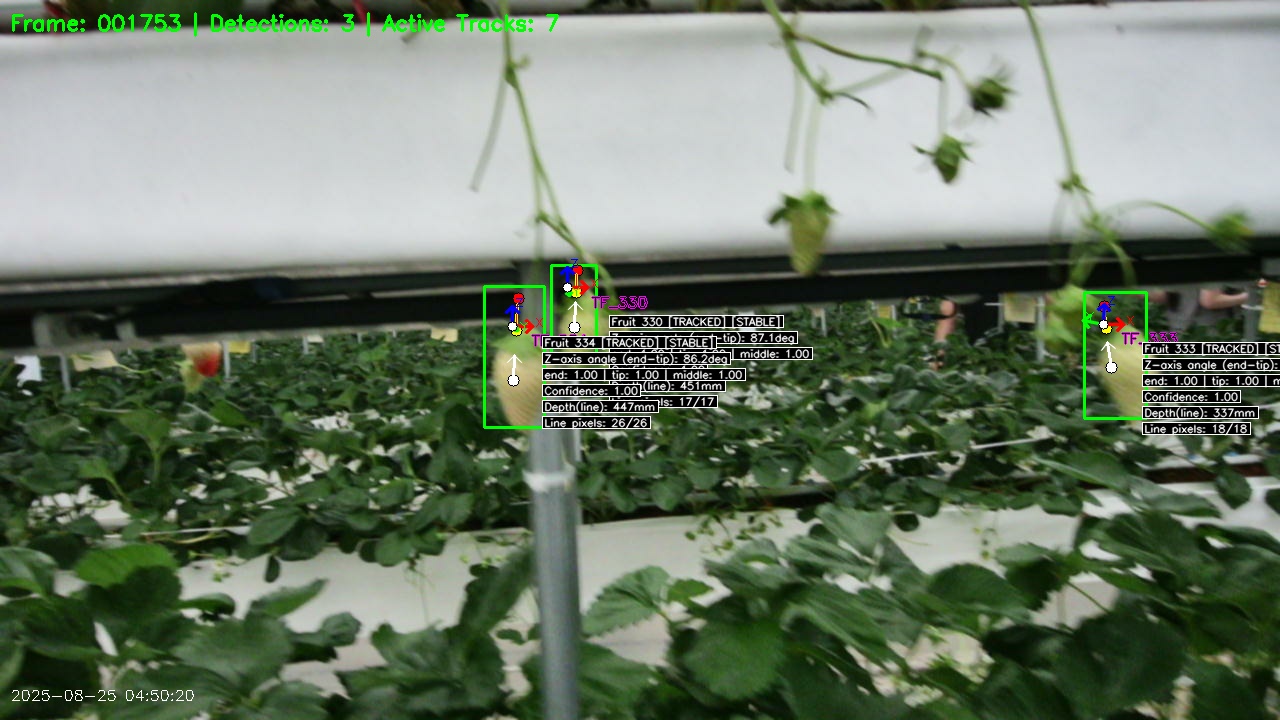 Frame: 001753 | Detections: 3 | Active Tracks: 7
Z
TF_330
Fruit 330 [TRACKED] [STABLE]
-tip): 87.1deg
| middle: 1.00
(line): 451mm
ls: 17/17
Fruit 334 [TRACKED] [STABLE]
Z-axis angle (end-tip): 86.2deg
end: 1.00 | tip: 1.00 | middle: 1.00
Confidence: 1.00
Depth(line): 447mm
Line pixels: 26/26
TF_333
Fruit 333 [TRACKED] [ST
Z-axis angle (end-tip):
end: 1.00 | tip: 1.00 | m
Confidence: 1.00
Depth(line): 337mm
Line pixels: 18/18
2025-08-25 04:50:20